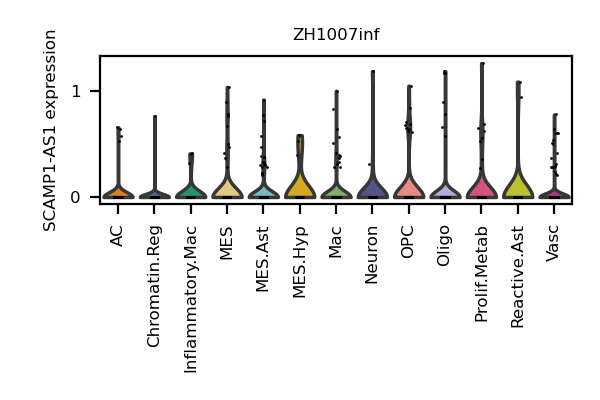 ZH1007inf
SCAMP1-AS1 expression
1
0
AC
Chromatin.Reg
Inflammatory.Mac
MES
MES.Ast
MES.Hyp
Mac
Neuron
OPC
Oligo
Prolif.Metab
Reactive.Ast
Vasc